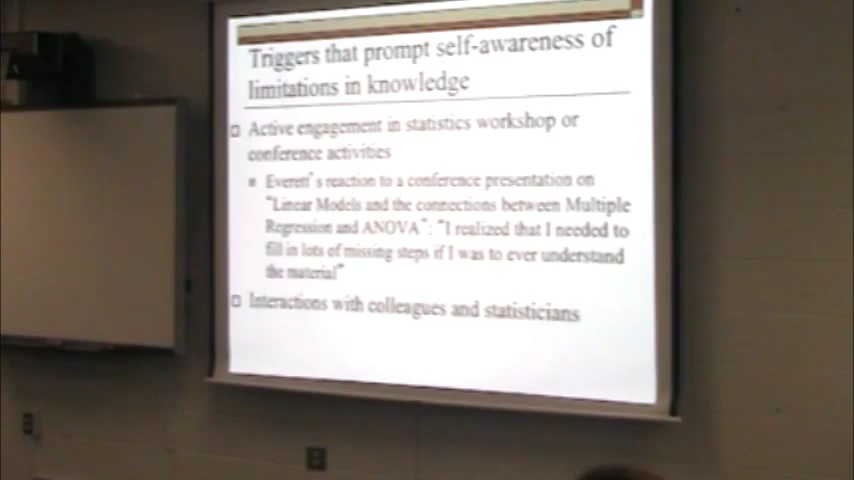 Triggers that prompt self-awareness of
limitations in knowledge
Active engagement in statistics workshop or
conference activities
Everett's reaction to a conference presentation on
"Linear Models and the connections between Multiple
Regression and ANOVA": "I realized that I needed to
fill in lots of missing steps if I was to ever understand
the material"
Interactions with colleagues and statisticians